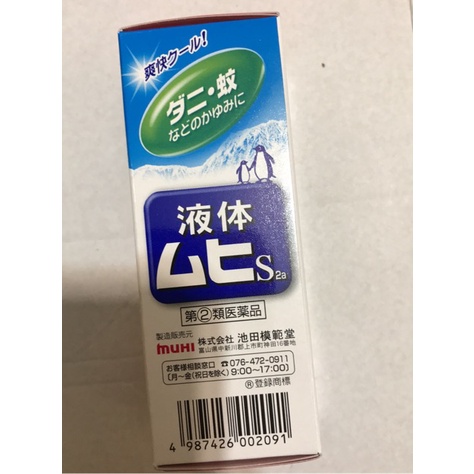 爽快クール!
ダニ・蚊
などのかゆみに
液体
ムヒS2a
第②類医薬品
製造販売元
muHI 株式会社 池田模範堂
富山県中新川郡上市町神田16番地
お客様相談窓口 ☎076-472-0911
〔月〜金(祝日を除く)9:00〜17:00〕
Ⓡ登録商標
4 987426 002091